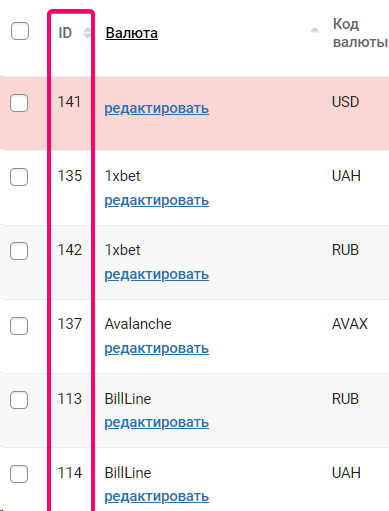 ID Валюта Код валюты
141 USD
редактировать
135 1xbet UAH
редактировать
142 1xbet RUB
редактировать
137 Avalanche AVAX
редактировать
113 BillLine RUB
редактировать
114 BillLine UAH
редактировать